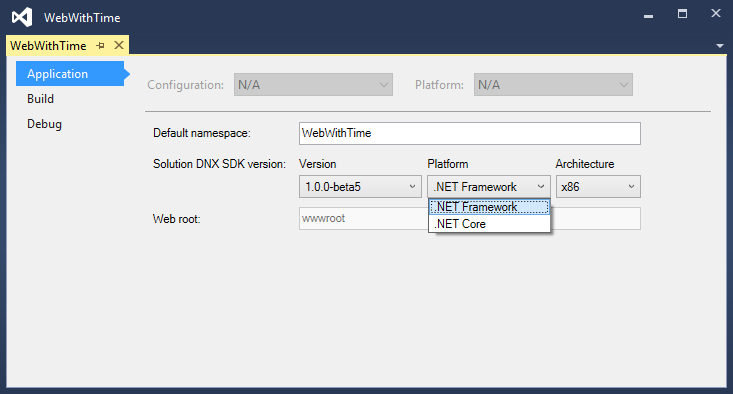 WebWithTime
WebWithTime
Application
Build
Debug
Configuration: N/A Platform: N/A
Default namespace: WebWithTime
Solution DNX SDK version: Version Platform Architecture
1.0.0-beta5 .NET Framework x86
.NET Framework
Web root: wwwroot
.NET Core